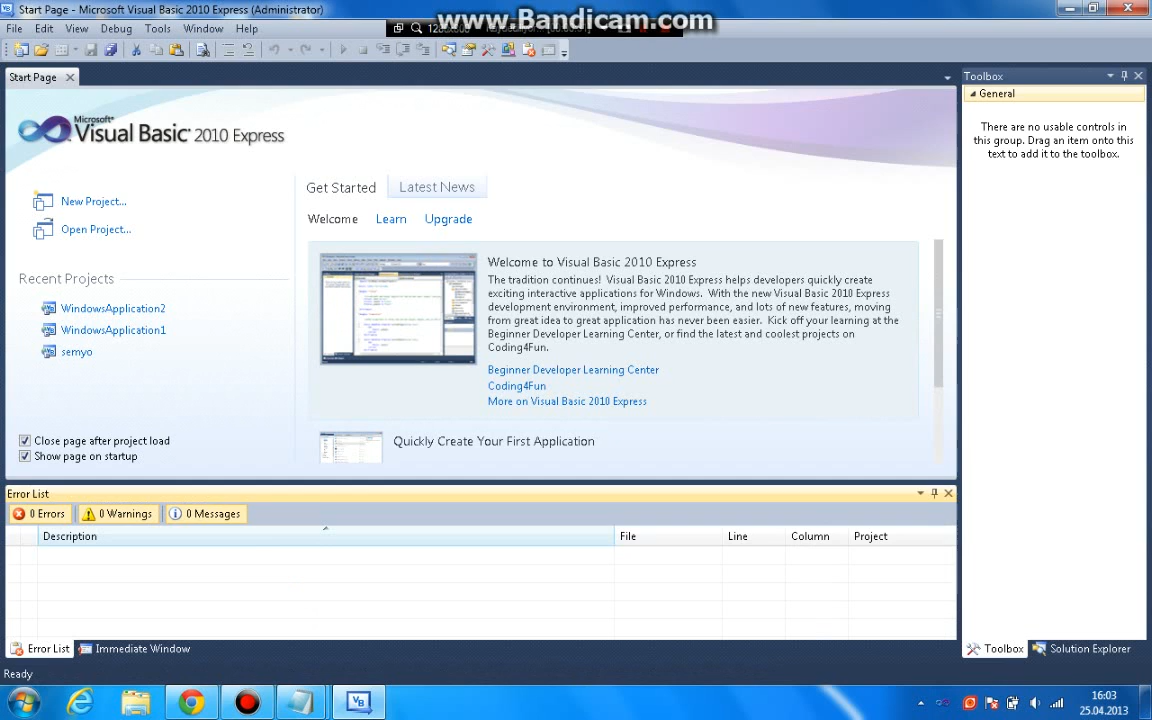 Start Page - Microsoft Visual Basic 2010 Express (Administrator)
www.Bandicam.com
File Edit View Debug Tools Window Help
Start Page
Toolbox
General
There are no usable controls in
this group. Drag an item onto this
text to add it to the toolbox.
Microsoft®
Visual Basic® 2010 Express
New Project...
Open Project...
Recent Projects
WindowsApplication2
WindowsApplication1
semyo
Close page after project load
Show page on startup
Get Started Latest News
Welcome Learn Upgrade
Welcome to Visual Basic 2010 Express
The tradition continues! Visual Basic 2010 Express helps developers quickly create
exciting interactive applications for Windows. With the new Visual Basic 2010 Express
development environment, improved performance, and lots of new features, moving
from great idea to great application has never been easier. Kick off your learning at the
Beginner Developer Learning Center, or find the latest and coolest projects on
Coding4Fun.
Beginner Developer Learning Center
Coding4Fun
More on Visual Basic 2010 Express
Quickly Create Your First Application
Error List
0 Errors 0 Warnings 0 Messages
Description File Line Column Project
Error List Immediate Window
Toolbox Solution Explorer
Ready
16:03
25.04.2013